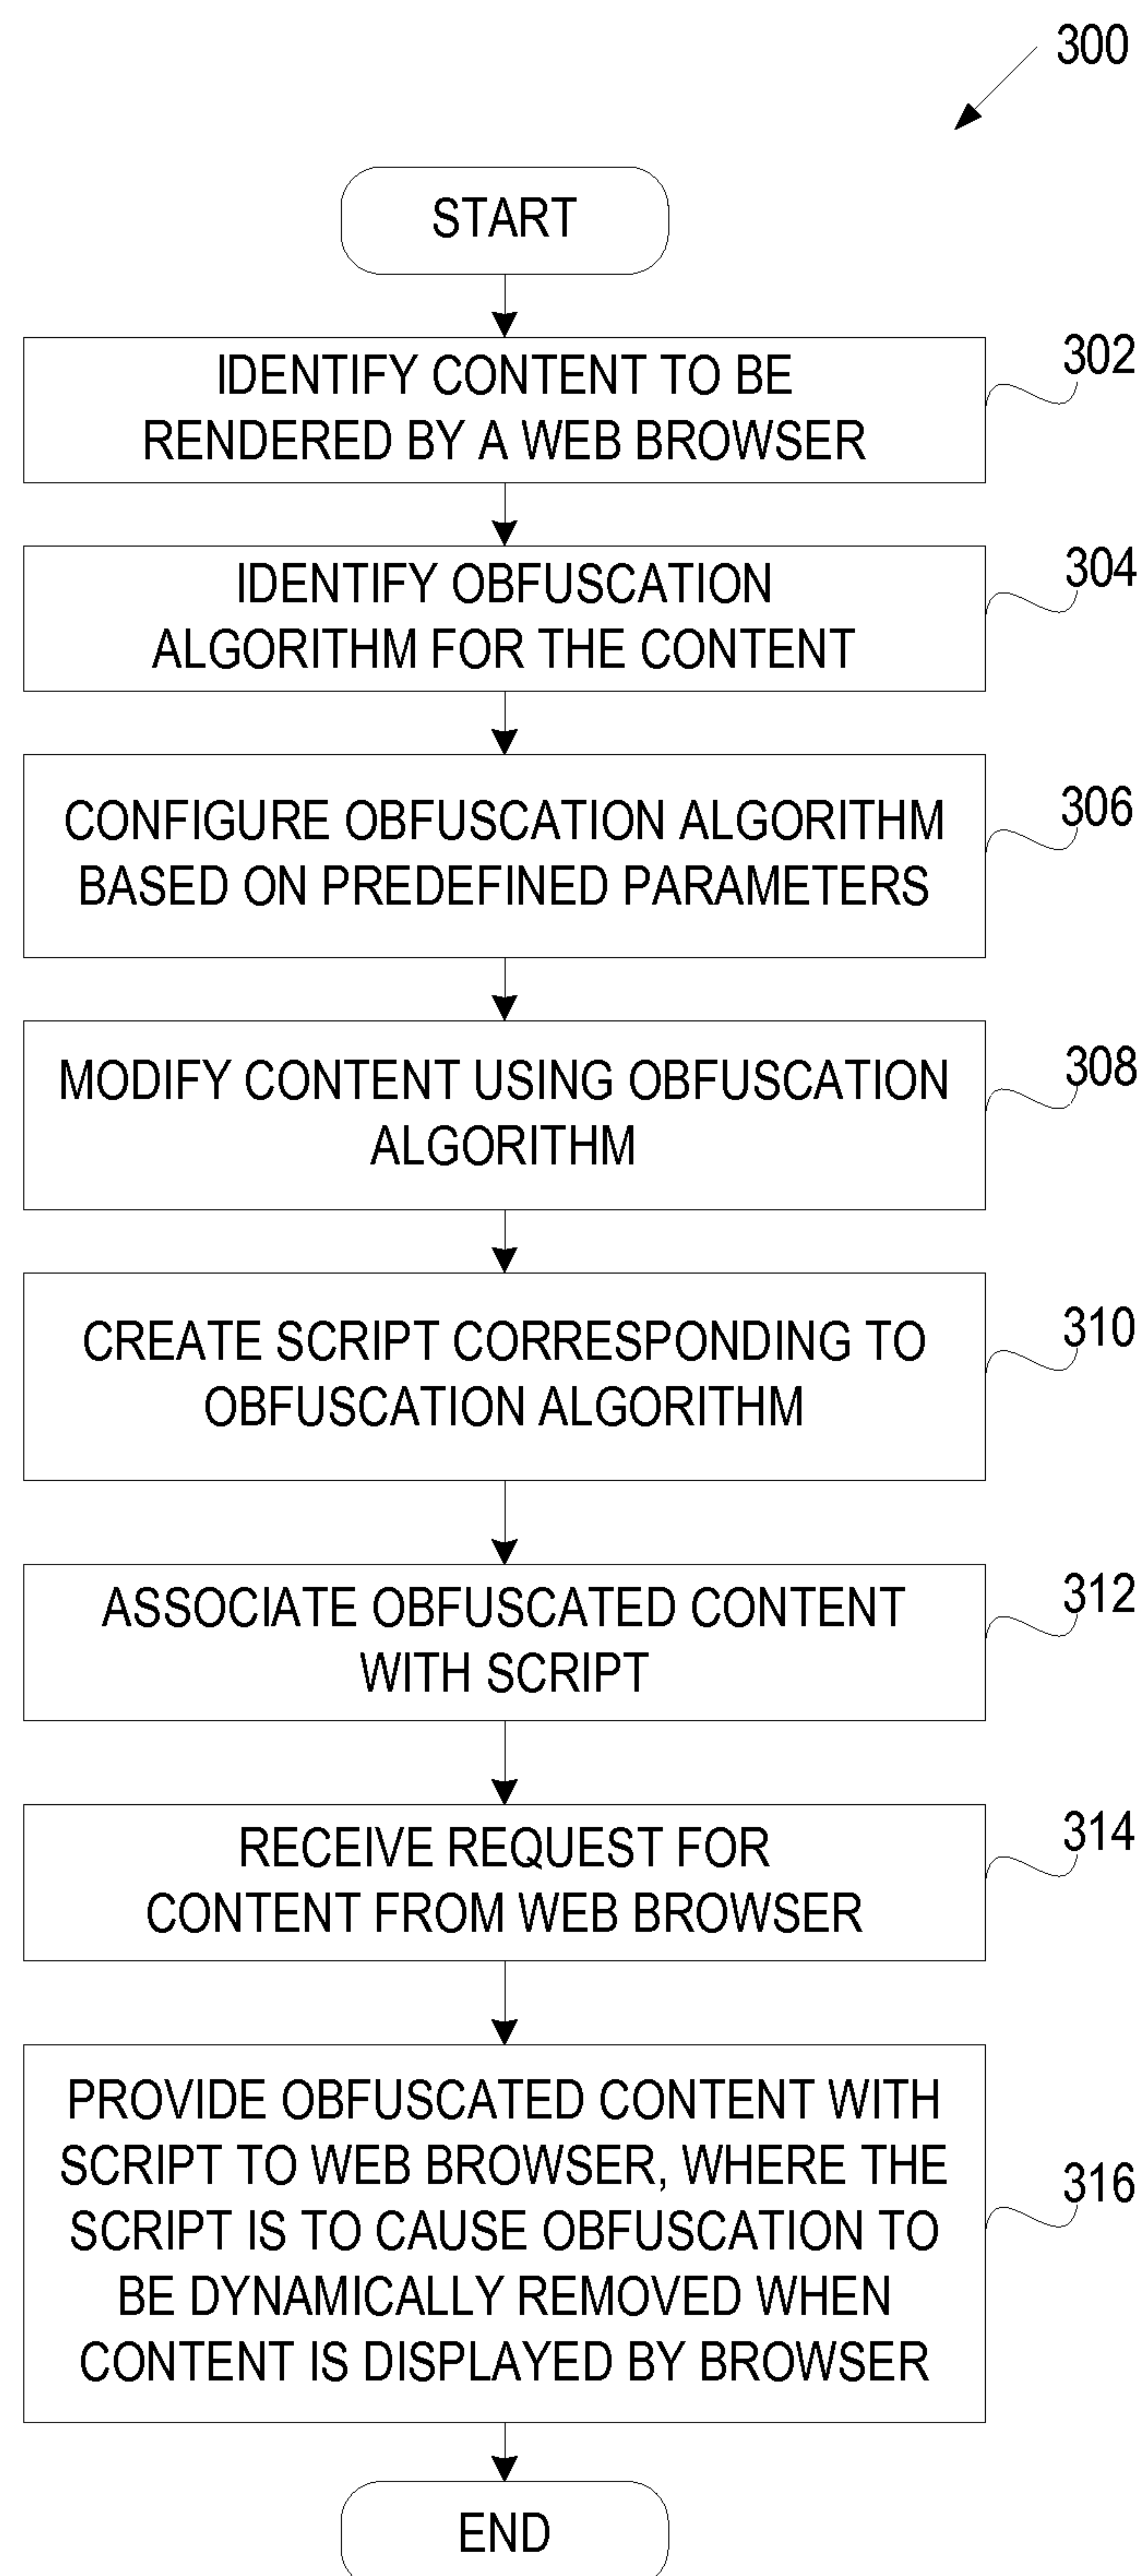 300
START
IDENTIFY CONTENT TO BE
RENDERED BY A WEB BROWSER
302
IDENTIFY OBFUSCATION
ALGORITHM FOR THE CONTENT
304
CONFIGURE OBFUSCATION ALGORITHM
BASED ON PREDEFINED PARAMETERS
306
MODIFY CONTENT USING OBFUSCATION
ALGORITHM
308
CREATE SCRIPT CORRESPONDING TO
OBFUSCATION ALGORITHM
310
ASSOCIATE OBFUSCATED CONTENT
WITH SCRIPT
312
RECEIVE REQUEST FOR
CONTENT FROM WEB BROWSER
314
PROVIDE OBFUSCATED CONTENT WITH
SCRIPT TO WEB BROWSER, WHERE THE
SCRIPT IS TO CAUSE OBFUSCATION TO
BE DYNAMICALLY REMOVED WHEN
CONTENT IS DISPLAYED BY BROWSER
316
END